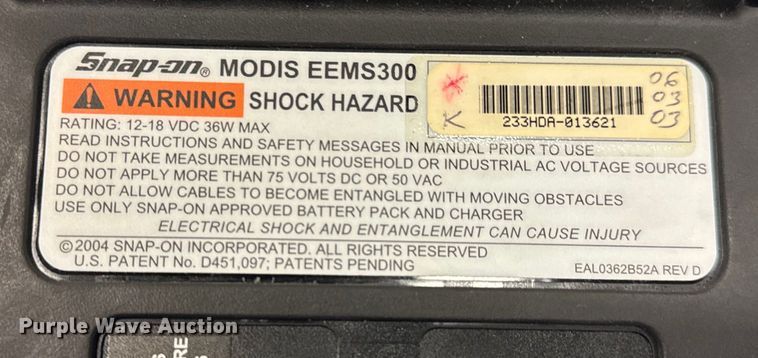 Snap-on® MODIS EEMS300
WARNING SHOCK HAZARD
* K 06 03 03
233HDA-013621
RATING: 12-18 VDC 36W MAX
READ INSTRUCTIONS AND SAFETY MESSAGES IN MANUAL PRIOR TO USE
DO NOT TAKE MEASUREMENTS ON HOUSEHOLD OR INDUSTRIAL AC VOLTAGE SOURCES
DO NOT APPLY MORE THAN 75 VOLTS DC OR 50 VAC
DO NOT ALLOW CABLES TO BECOME ENTANGLED WITH MOVING OBSTACLES
USE ONLY SNAP-ON APPROVED BATTERY PACK AND CHARGER
ELECTRICAL SHOCK AND ENTANGLEMENT CAN CAUSE INJURY
© 2004 SNAP-ON INCORPORATED. ALL RIGHTS RESERVED
U.S. PATENT No. D451,097; PATENTS PENDING
EAL0362B52A REV D
Purple Wave Auction